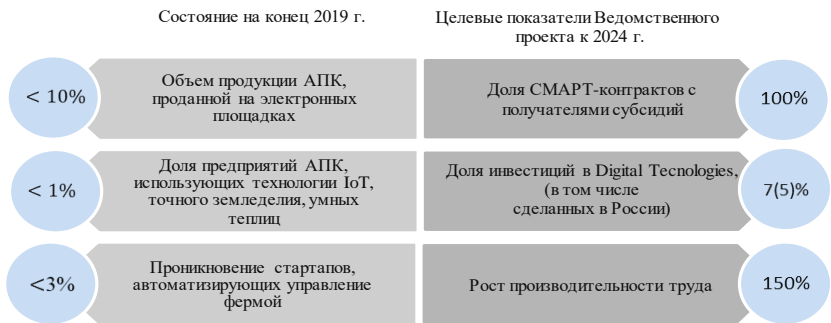 Состояние на конец 2019 г.
Целевые показатели Ведомственного
проекта к 2024 г.
< 10%
Объем продукции АПК,
проданной на электронных
площадках
Доля СМАРТ-контрактов с
получателями субсидий
100%
< 1%
Доля предприятий АПК,
использующих технологии IoT,
точного земледелия, умных
теплиц
Доля инвестиций в Digital Tecnologies,
(в том числе
сделанных в России)
7(5)%
<3%
Проникновение стартапов,
автоматизирующих управление
фермой
Рост производительности труда
150%